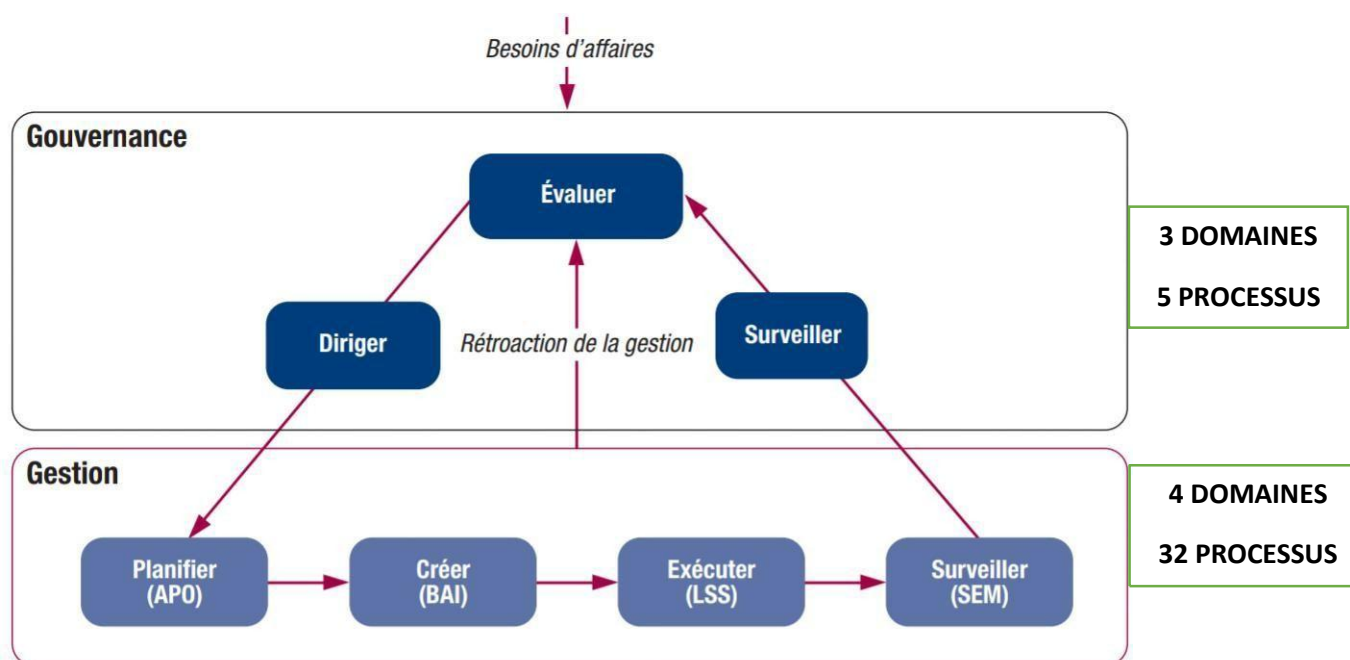 Besoins d'affaires
Gouvernance
Évaluer
3 DOMAINES
5 PROCESSUS
Diriger
Rétroaction de la gestion
Surveiller
Gestion
4 DOMAINES
32 PROCESSUS
Planifier
(APO)
Créer
(BAI)
Exécuter
(LSS)
Surveiller
(SEM)